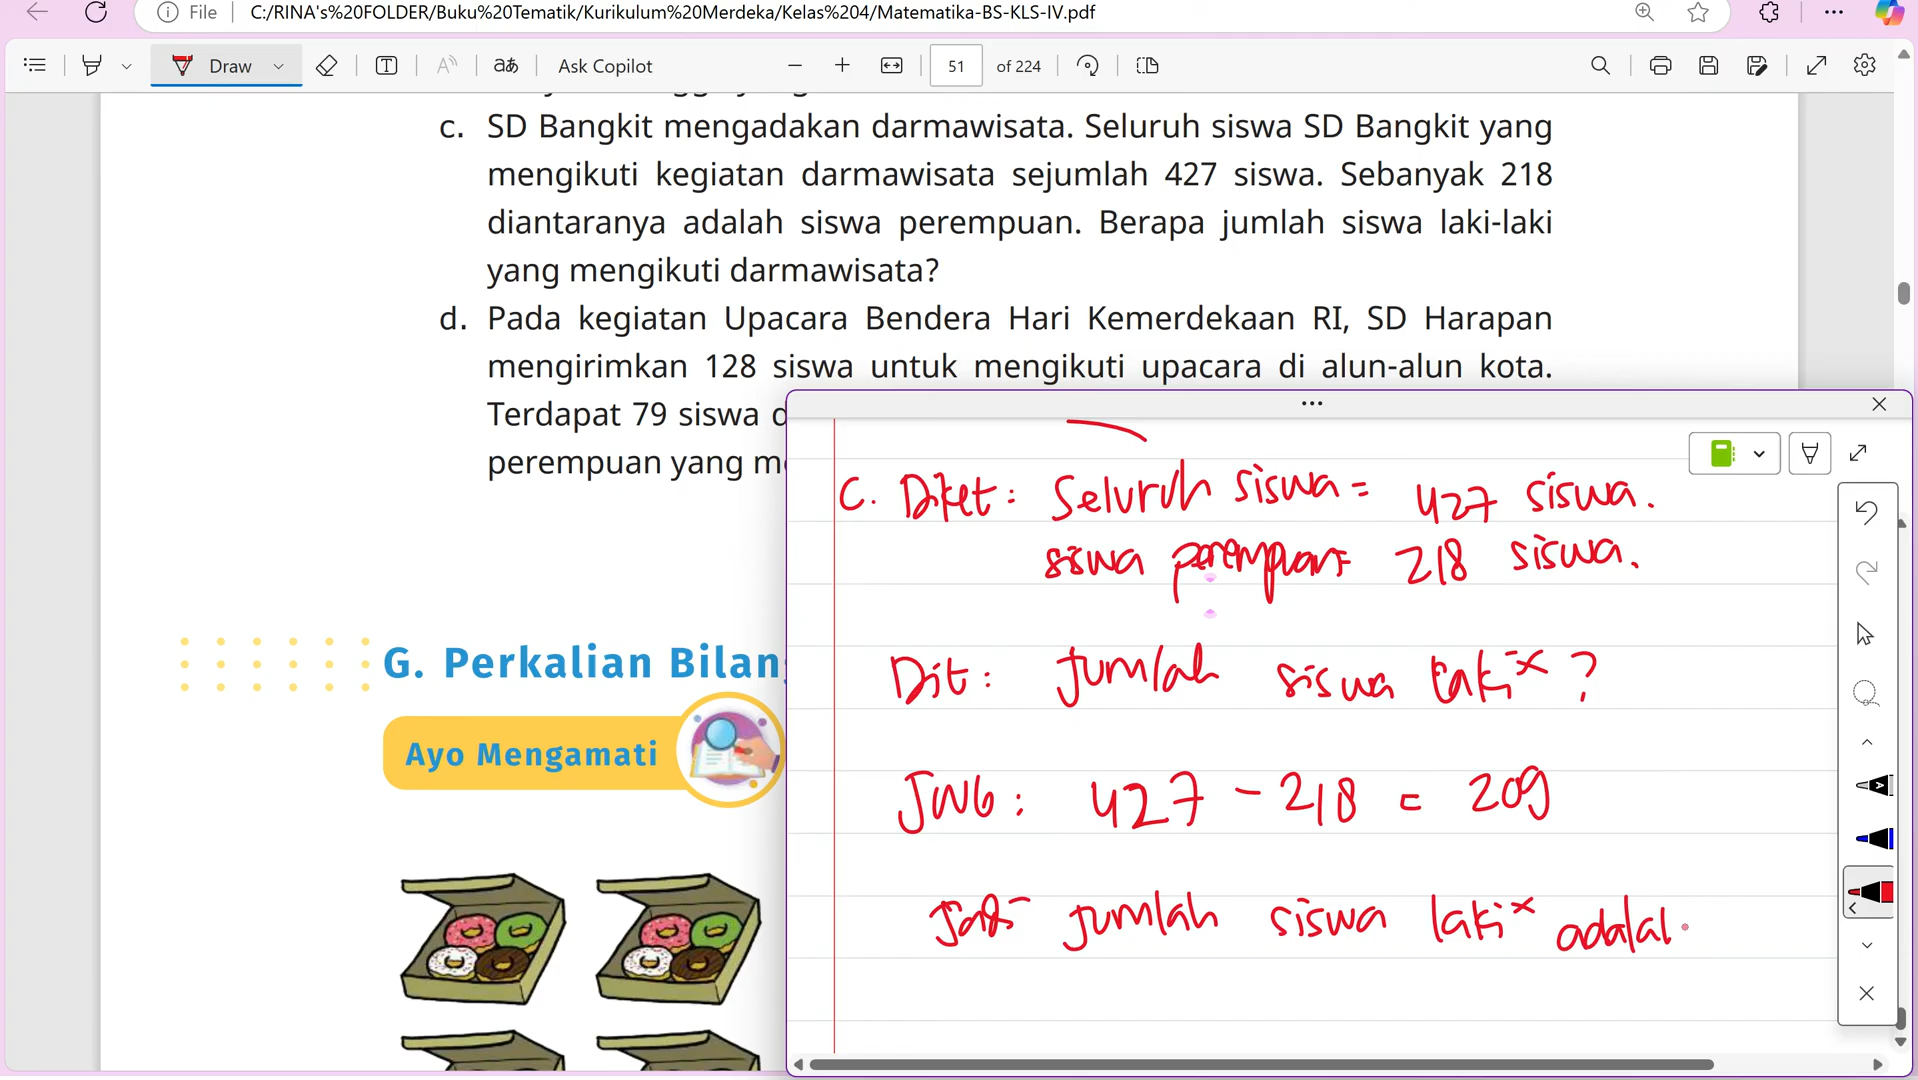 File C:/RINA's%20FOLDER/Buku%20Tematik/Kurikulum%20Merdeka/Kelas%204/Matematika-BS-KLS-IV.pdf
Draw Ask Copilot 51 of 224
c. SD Bangkit mengadakan darmawisata. Seluruh siswa SD Bangkit yang
mengikuti kegiatan darmawisata sejumlah 427 siswa. Sebanyak 218
diantaranya adalah siswa perempuan. Berapa jumlah siswa laki-laki
yang mengikuti darmawisata?
d. Pada kegiatan Upacara Bendera Hari Kemerdekaan RI, SD Harapan
mengirimkan 128 siswa untuk mengikuti upacara di alun-alun kota.
Terdapat 79 siswa
perempuan yang
G. Perkalian
Ayo Mengamati
C. Diket: Seluruh siswa = 427 siswa.
siswa perempuan = 218 siswa.
Dit: Jumlah siswa laki-x ?
JWb: 427 - 218 = 209
Jadi jumlah siswa laki-x adalah